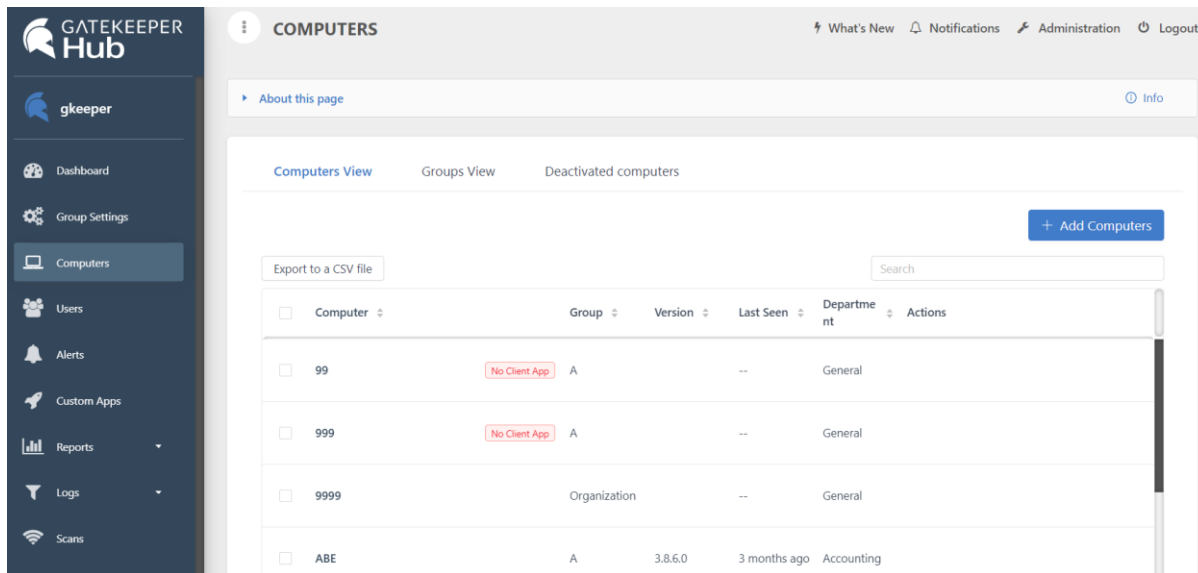 GATEKEEPER
Hub
gkeeper
Dashboard
Group Settings
Computers
Users
Alerts
Custom Apps
Reports
Logs
Scans
COMPUTERS
What's New Notifications Administration Logout
About this page Info
Computers View Groups View Deactivated computers
+ Add Computers
Export to a CSV file Search
Computer Group Version Last Seen Departme
nt Actions
99 No Client App A -- General
999 No Client App A -- General
9999 Organization -- General
ABE A 3.8.6.0 3 months ago Accounting